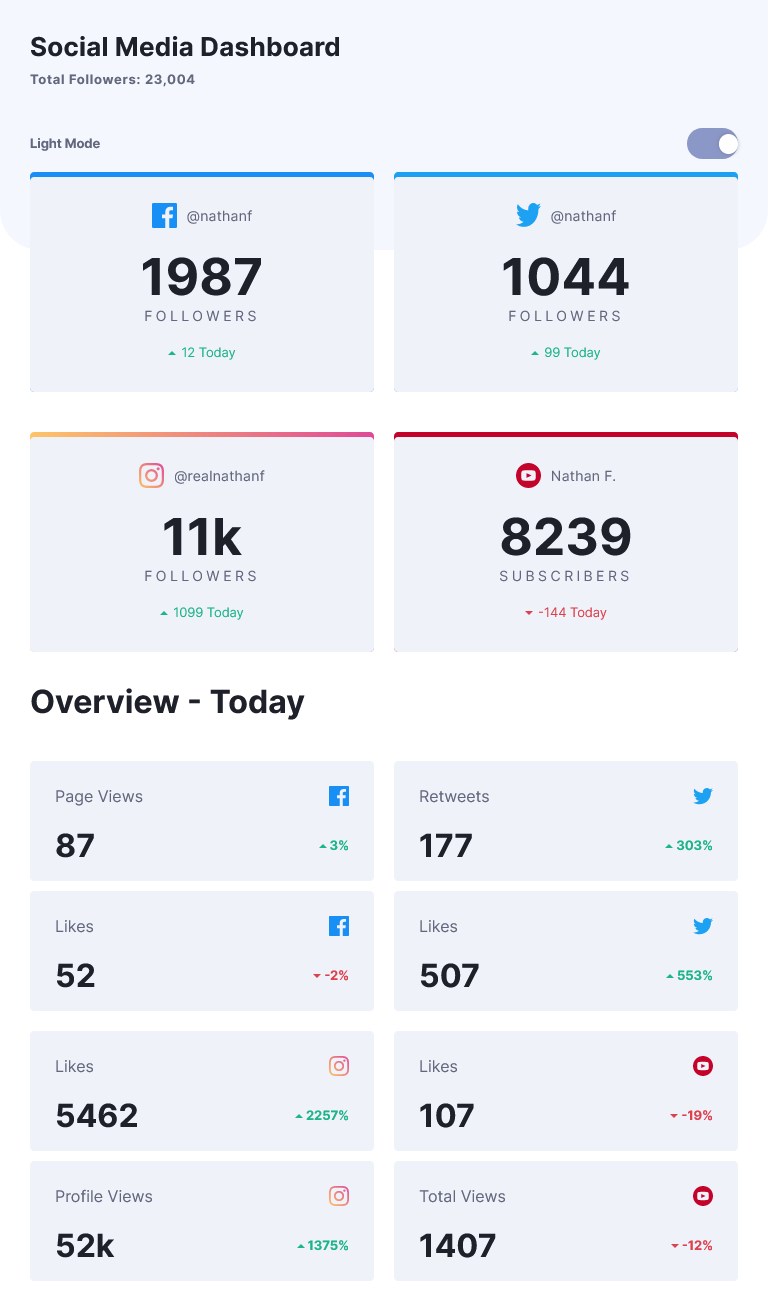 Social Media Dashboard
Total Followers: 23,004
Light Mode
@nathanf
1987
FOLLOWERS
12 Today
@nathanf
1044
FOLLOWERS
99 Today
@realnathanf
11k
FOLLOWERS
1099 Today
Nathan F.
8239
SUBSCRIBERS
-144 Today
Overview - Today
Page Views
87
3%
Retweets
177
303%
Likes
52
-2%
Likes
507
553%
Likes
5462
2257%
Likes
107
-19%
Profile Views
52k
1375%
Total Views
1407
-12%